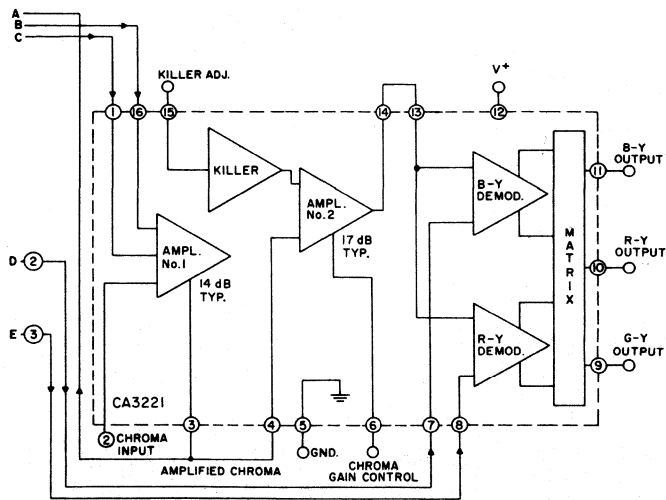 A
B
C
KILLER ADJ.
V+
1
16
15
14
13
12
KILLER
AMPL.
No.2
17 dB
TYP.
AMPL.
No.1
14 dB
TYP.
B-Y
DEMOD.
R-Y
DEMOD.
MATRIX
11
B-Y
OUTPUT
10
R-Y
OUTPUT
9
G-Y
OUTPUT
D
2
E
3
CA3221
2
CHROMA
INPUT
3
AMPLIFIED CHROMA
4
5
GND.
6
CHROMA
GAIN CONTROL
7
8